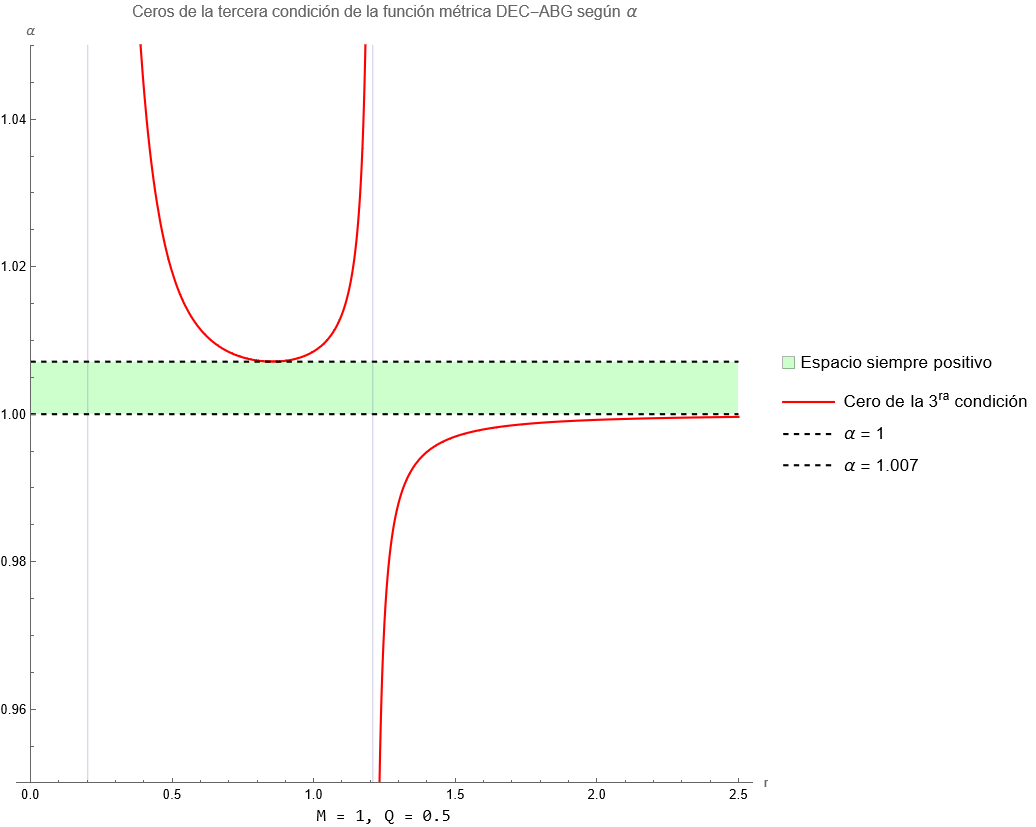 Ceros de la tercera condición de la función métrica DEC–ABG según α
α
1.04
1.02
1.00
0.98
0.96
0.0 0.5 1.0 1.5 2.0 2.5 r
M = 1, Q = 0.5
Espacio siempre positivo
Cero de la 3ra condición
α = 1
α = 1.007